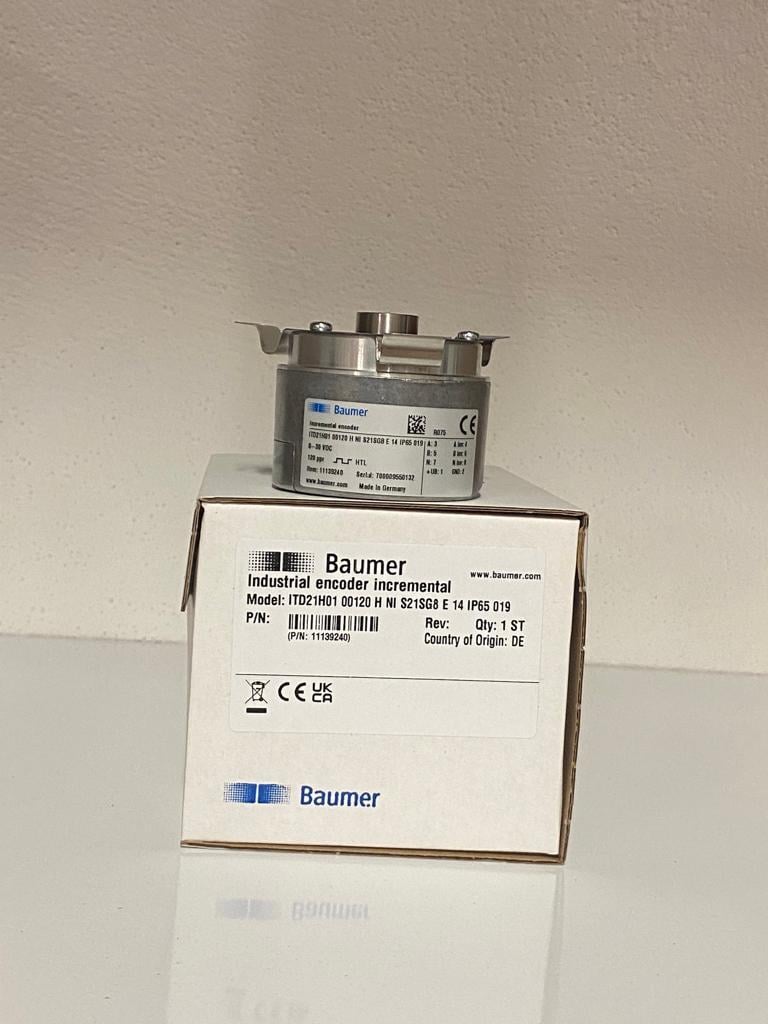 Baumer
Incremental encoder
R075
CE
ITD21H01 00120 H NI S21SG8 E 14 IP65 019
8-30 VDC
120 ppr HTL
Item: 11139240 Serial: 700009550132
www.baumer.com Made in Germany
A: 3 A inv: 4
B: 5 B inv: 6
N: 7 N inv: 8
+UB: 1 GND: 2
Baumer
www.baumer.com
Industrial encoder incremental
Model: ITD21H01 00120 H NI S21SG8 E 14 IP65 019
P/N: Rev: Qty: 1 ST
(P/N: 11139240) Country of Origin: DE
CE UK
CA
Baumer